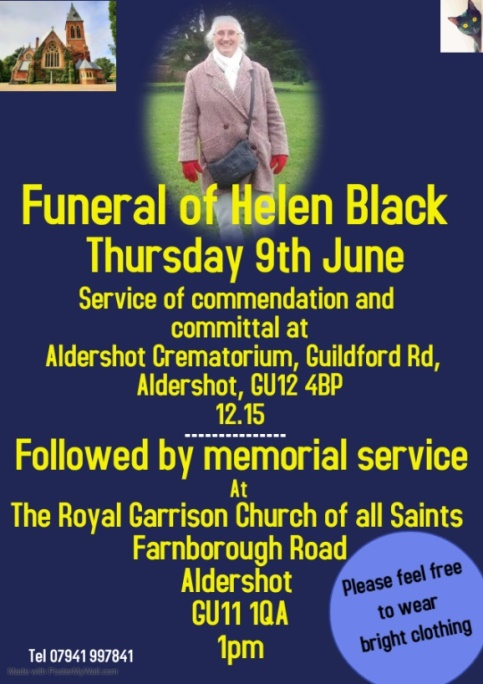 Funeral of Helen Black
Thursday 9th June
Service of commendation and
committal at
Aldershot Crematorium, Guildford Rd,
Aldershot, GU12 4BP
12.15
Followed by memorial service
At
The Royal Garrison Church of all Saints
Farnborough Road
Aldershot
GU11 1QA
1pm
Please feel free
to wear
bright clothing
Tel 07941 997841
Made with PosterMyWall.com